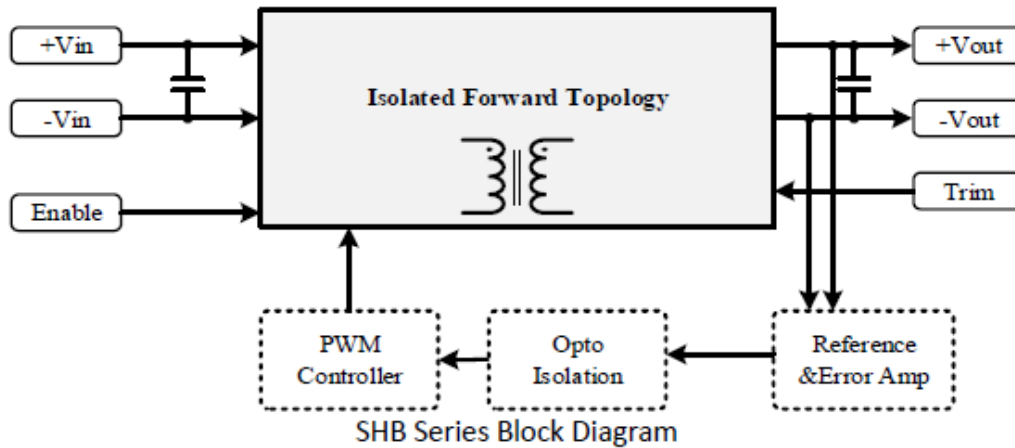 +Vin
-Vin
Enable
Isolated Forward Topology
+Vout
-Vout
Trim
PWM
Controller
Opto
Isolation
Reference
&Error Amp
SHB Series Block Diagram